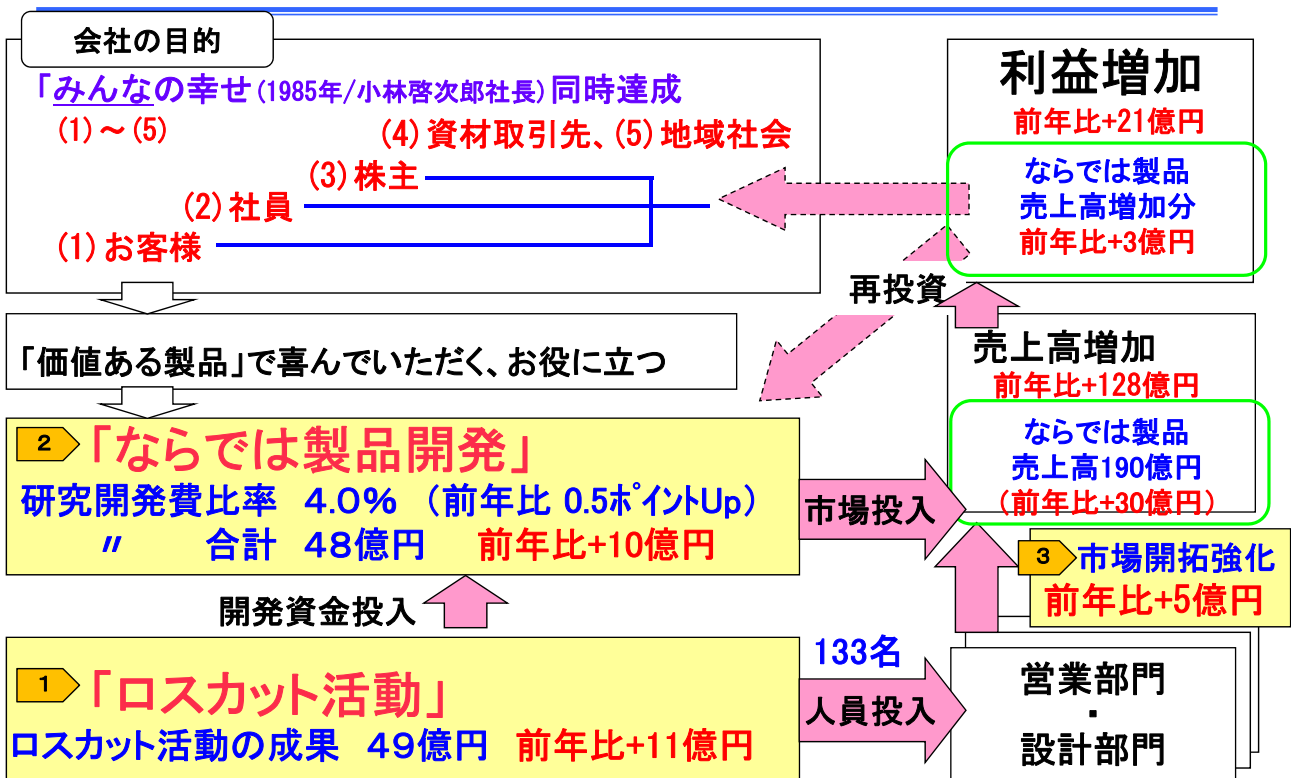 会社の目的
「みんなの幸せ(1985年/小林啓次郎社長)同時達成
(1)～(5)
(4)資材取引先、(5)地域社会
(3)株主
(2)社員
(1)お客様
利益増加
前年比+21億円
ならでは製品
売上高増加分
前年比+3億円
再投資
「価値ある製品」で喜んでいただく、お役に立つ
売上高増加
前年比+128億円
ならでは製品
売上高190億円
(前年比+30億円)
2 「ならでは製品開発」
研究開発費比率 4.0% (前年比 0.5ﾎﾟｲﾝﾄUp)
〃 合計 48億円 前年比+10億円
市場投入
3 市場開拓強化
前年比+5億円
開発資金投入
1 「ロスカット活動」
ロスカット活動の成果 49億円 前年比+11億円
133名
人員投入
営業部門
・
設計部門